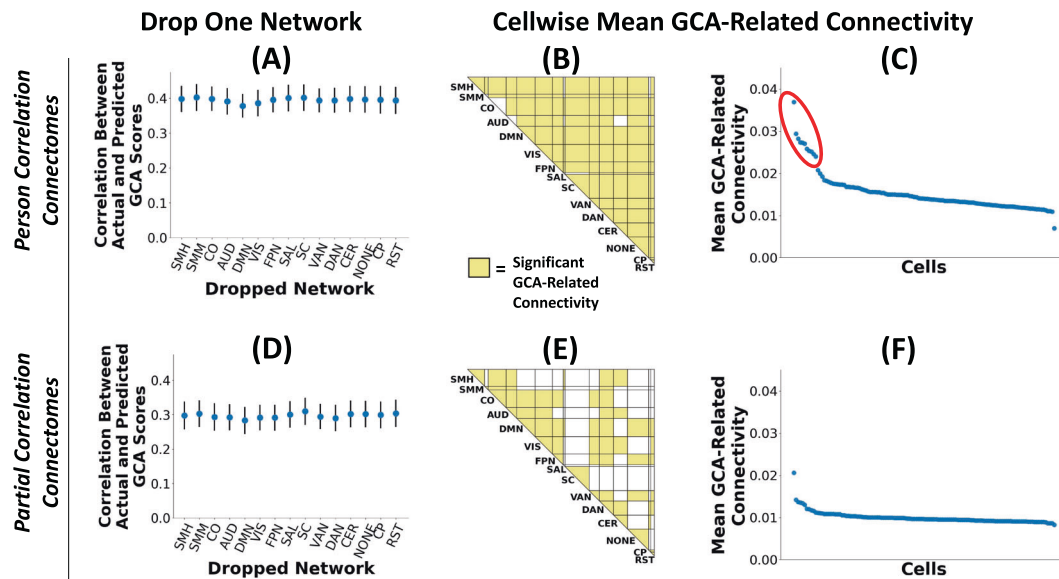 Drop One Network
Cellwise Mean GCA-Related Connectivity
Person Correlation
Connectomes
(A)
Correlation Between
Actual and Predicted
GCA Scores
0.4
0.3
0.2
0.1
0.0
SMH
SMM
CO
AUD
DMN
VIS
FPN
SAL
SC
VAN
DAN
CER
NONE
CP
RST
Dropped Network
(B)
SMH
SMM
CO
AUD
DMN
VIS
FPN
SAL
SC
VAN
DAN
CER
NONE
CP
RST
= Significant
GCA-Related
Connectivity
(C)
Mean GCA-Related
Connectivity
0.04
0.03
0.02
0.01
0.00
Cells
Partial Correlation
Connectomes
(D)
Correlation Between
Actual and Predicted
GCA Scores
0.4
0.3
0.2
0.1
0.0
SMH
SMM
CO
AUD
DMN
VIS
FPN
SAL
SC
VAN
DAN
CER
NONE
CP
RST
Dropped Network
(E)
SMH
SMM
CO
AUD
DMN
VIS
FPN
SAL
SC
VAN
DAN
CER
NONE
CP
RST
(F)
Mean GCA-Related
Connectivity
0.04
0.03
0.02
0.01
0.00
Cells